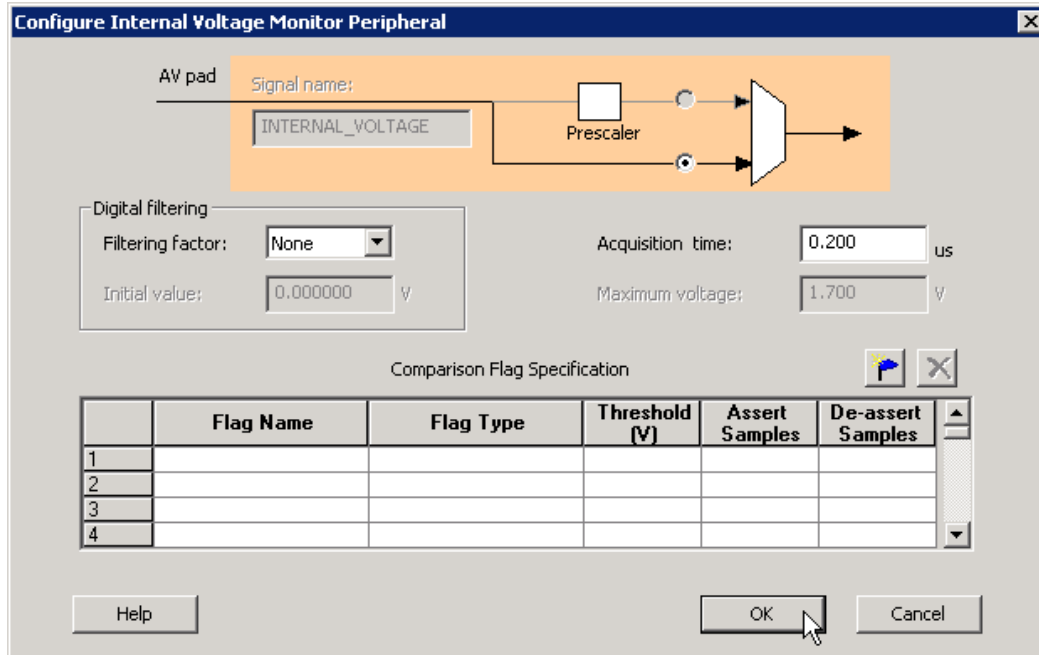 Configure Internal Voltage Monitor Peripheral
AV pad
Signal name:
INTERNAL_VOLTAGE
Prescaler
Digital filtering
Filtering factor: None
Acquisition time: 0.200 us
Initial value: 0.000000 V
Maximum voltage: 1.700 V
Comparison Flag Specification
Flag Name Flag Type Threshold (V) Assert Samples De-assert Samples
1
2
3
4
Help OK Cancel